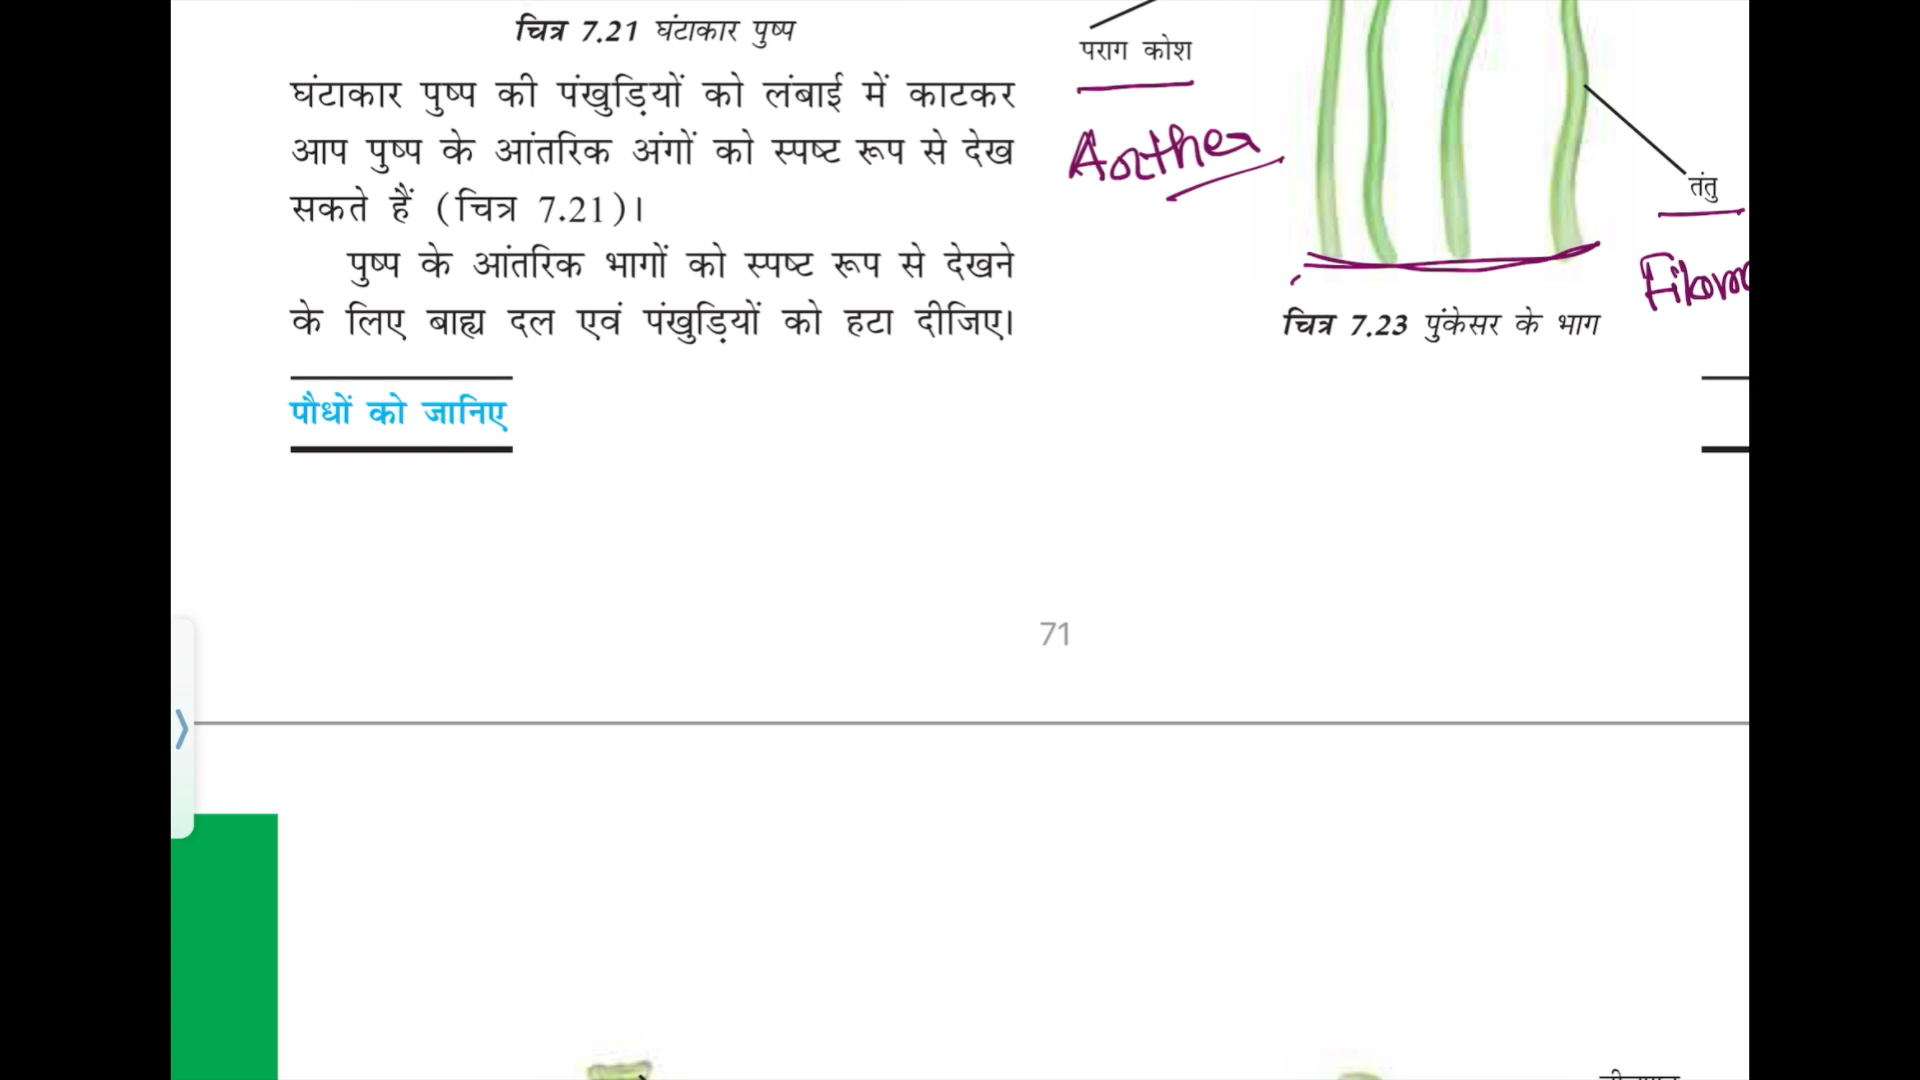 चित्र 7.21 घंटाकार पुष्प
घंटाकार पुष्प की पंखुड़ियों को लंबाई में काटकर
आप पुष्प के आंतरिक अंगों को स्पष्ट रूप से देख
सकते हैं (चित्र 7.21)।
पुष्प के आंतरिक भागों को स्पष्ट रूप से देखने
के लिए बाह्य दल एवं पंखुड़ियों को हटा दीजिए।
पराग कोश
Anther
तंतु
चित्र 7.23 पुंकेसर के भाग
पौधों को जानिए
71